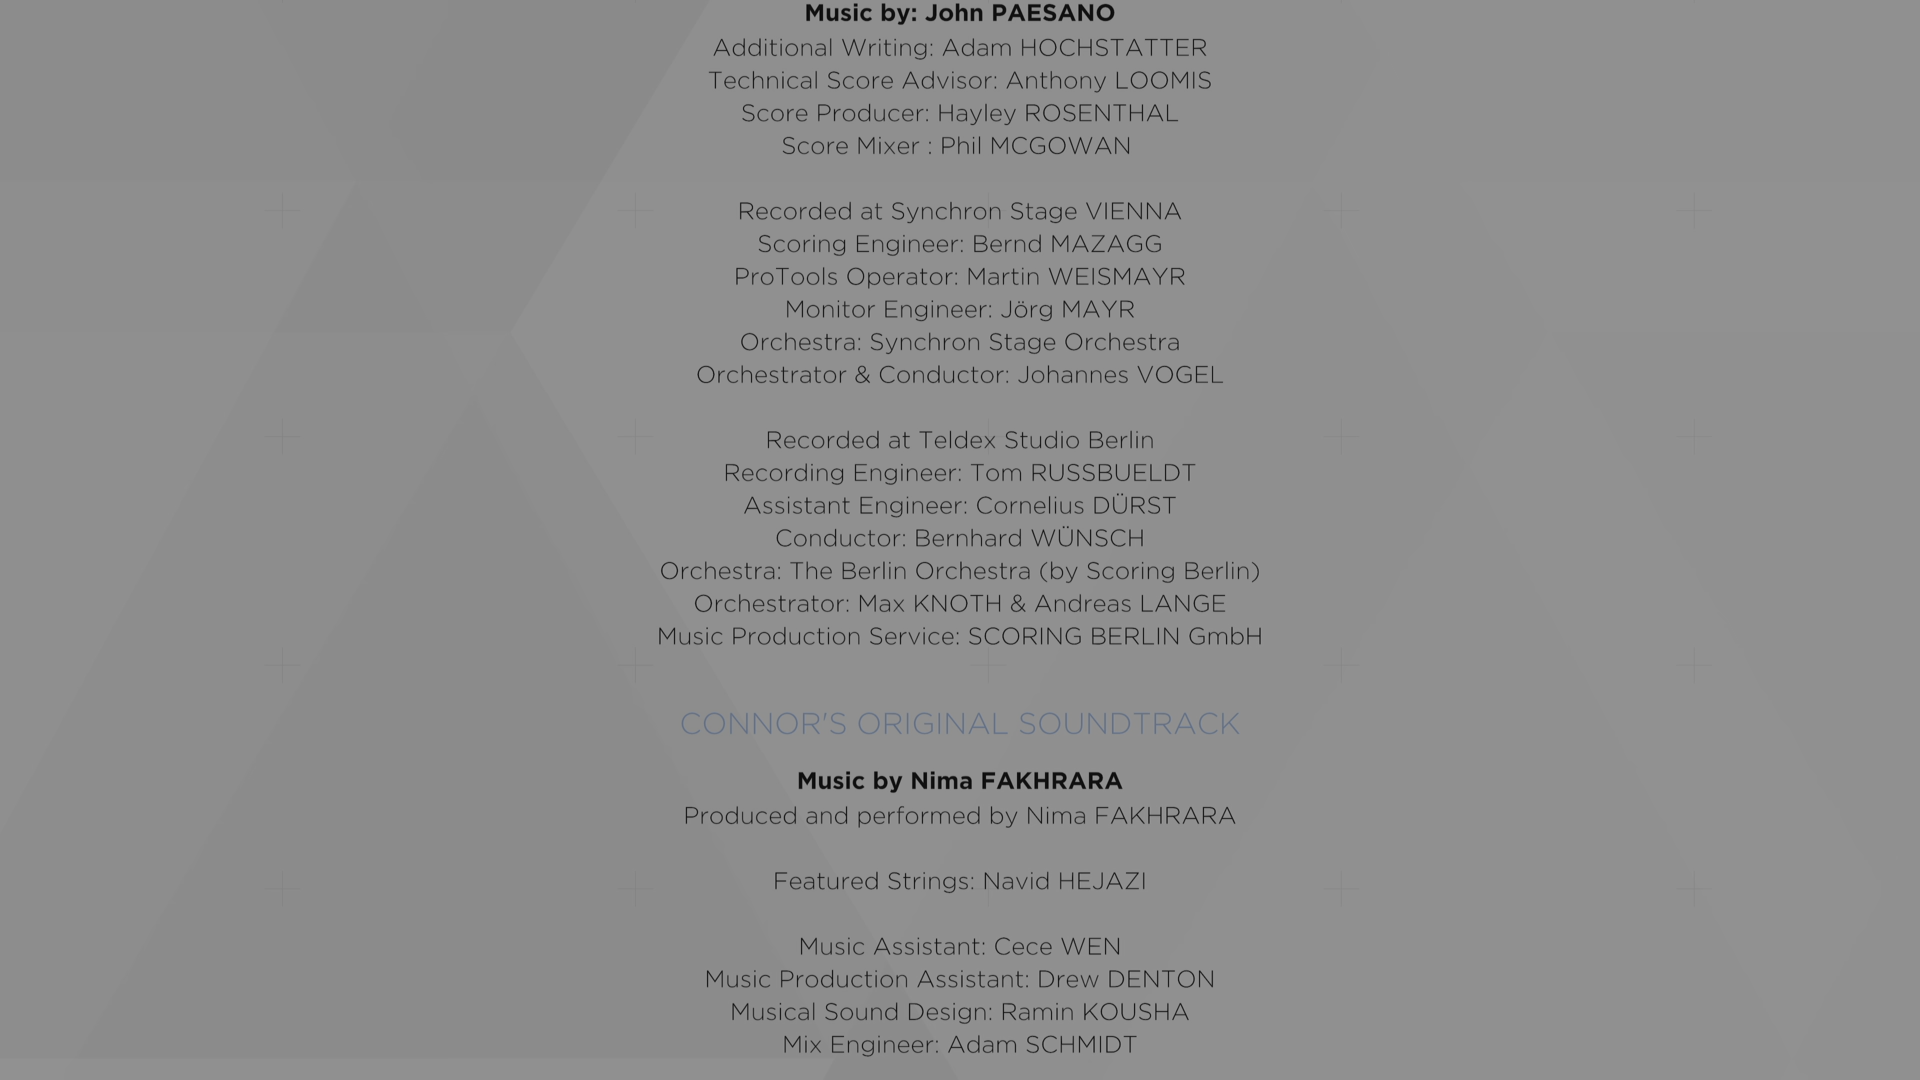 Music by: John PAESANO
Additional Writing: Adam HOCHSTATTER
Technical Score Advisor: Anthony LOOMIS
Score Producer: Hayley ROSENTHAL
Score Mixer : Phil MCGOWAN
Recorded at Synchron Stage VIENNA
Scoring Engineer: Bernd MAZAGG
ProTools Operator: Martin WEISMAYR
Monitor Engineer: Jörg MAYR
Orchestra: Synchron Stage Orchestra
Orchestrator & Conductor: Johannes VOGEL
Recorded at Teldex Studio Berlin
Recording Engineer: Tom RUSSBUELDT
Assistant Engineer: Cornelius DÜRST
Conductor: Bernhard WÜNSCH
Orchestra: The Berlin Orchestra (by Scoring Berlin)
Orchestrator: Max KNOTH & Andreas LANGE
Music Production Service: SCORING BERLIN GmbH
CONNOR'S ORIGINAL SOUNDTRACK
Music by Nima FAKHRARA
Produced and performed by Nima FAKHRARA
Featured Strings: Navid HEJAZI
Music Assistant: Cece WEN
Music Production Assistant: Drew DENTON
Musical Sound Design: Ramin KOUSHA
Mix Engineer: Adam SCHMIDT